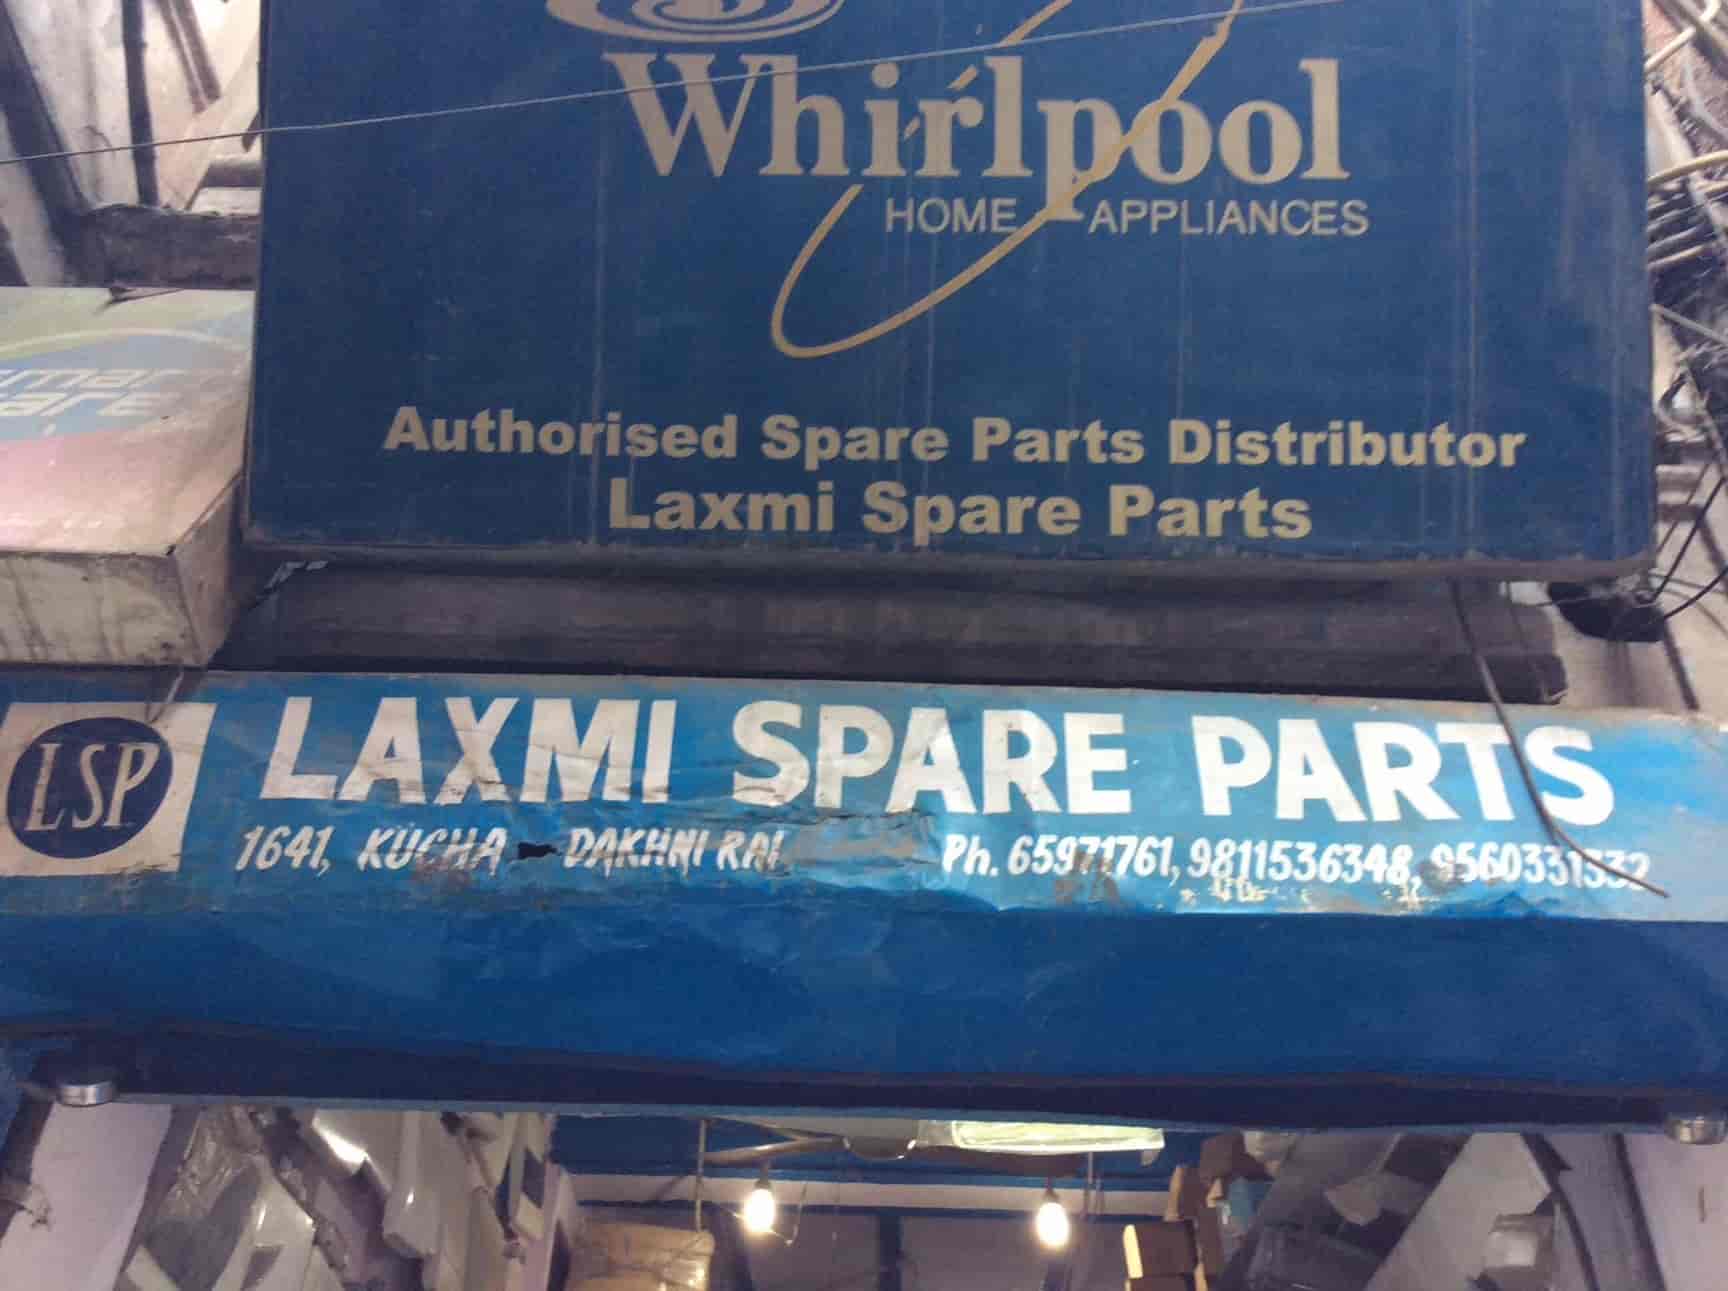 Whirlpool
HOME APPLIANCES
Authorised Spare Parts Distributor
Laxmi Spare Parts
LSP
LAXMI SPARE PARTS
1641, KUCHA DAKHNI RAI
Ph. 65971761, 9811536348, 9560331332